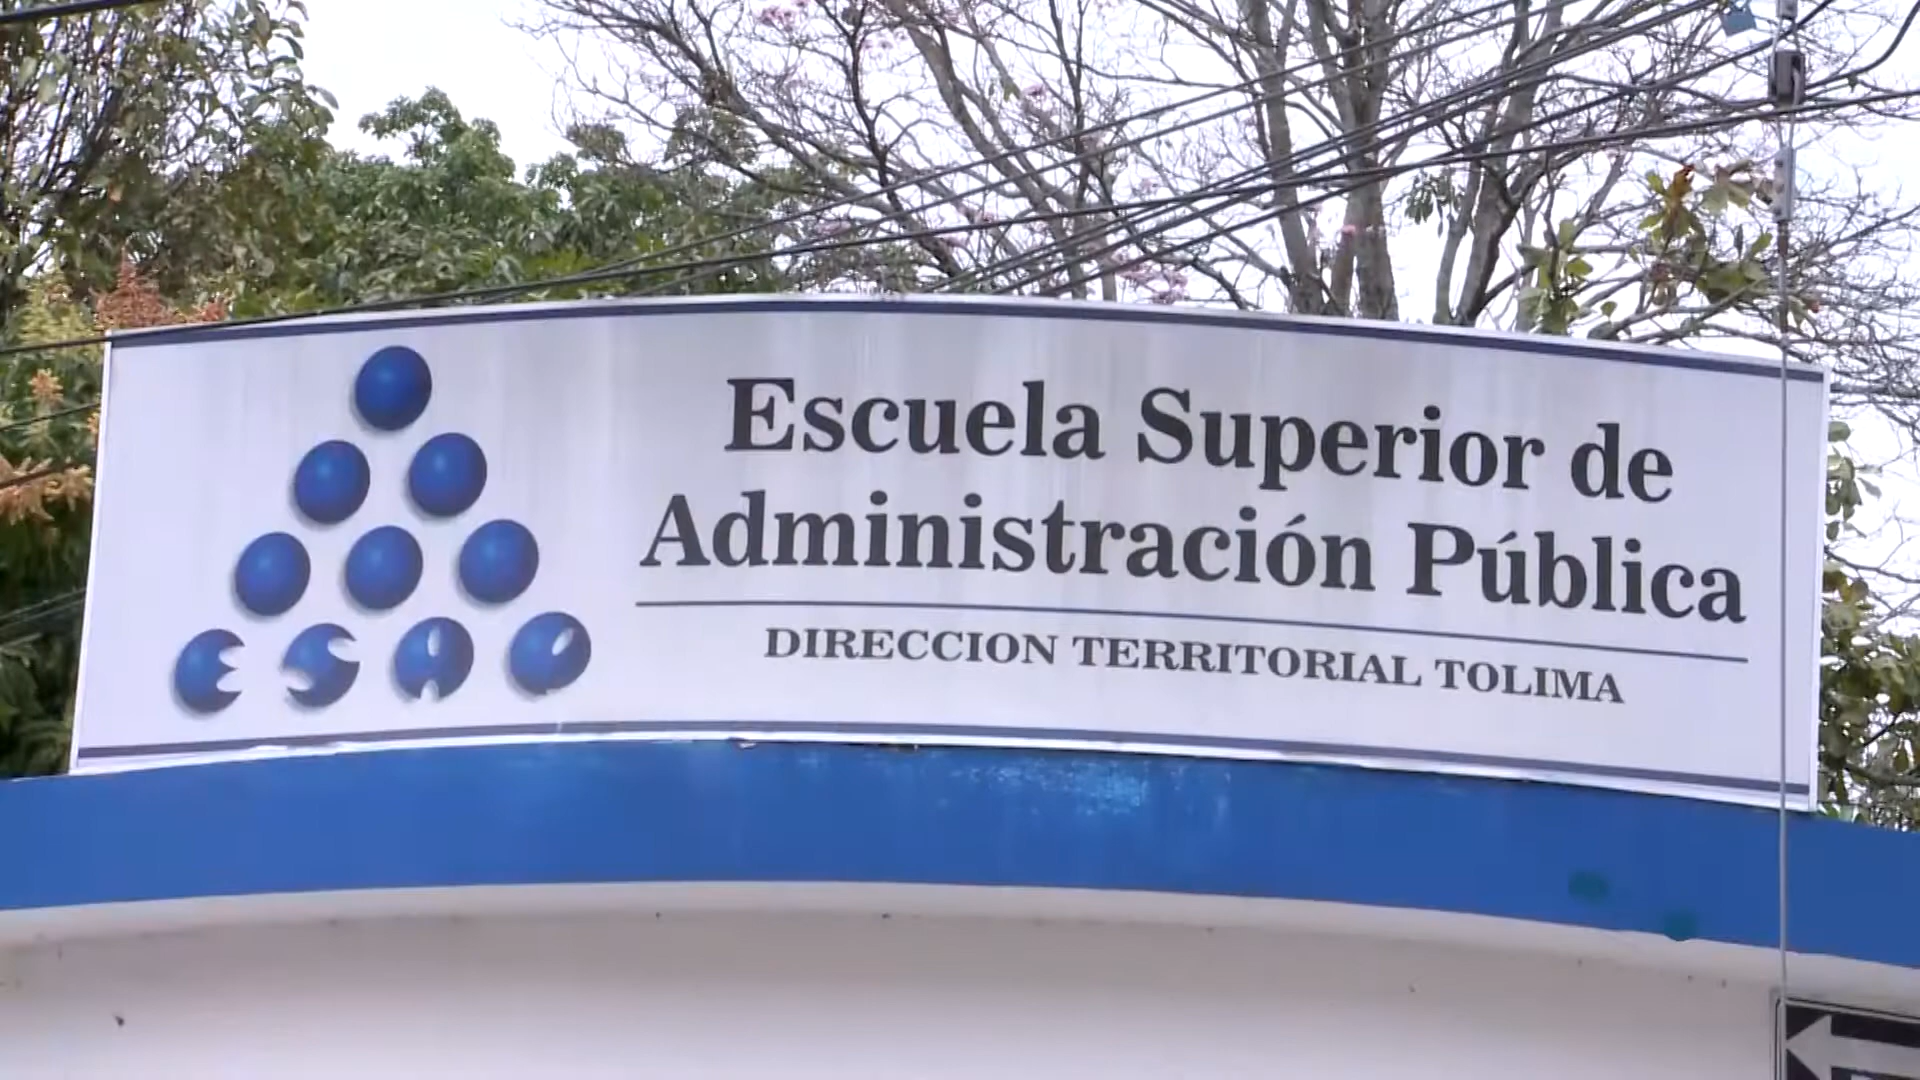 Escuela Superior de
Administración Pública
DIRECCION TERRITORIAL TOLIMA
ESAP